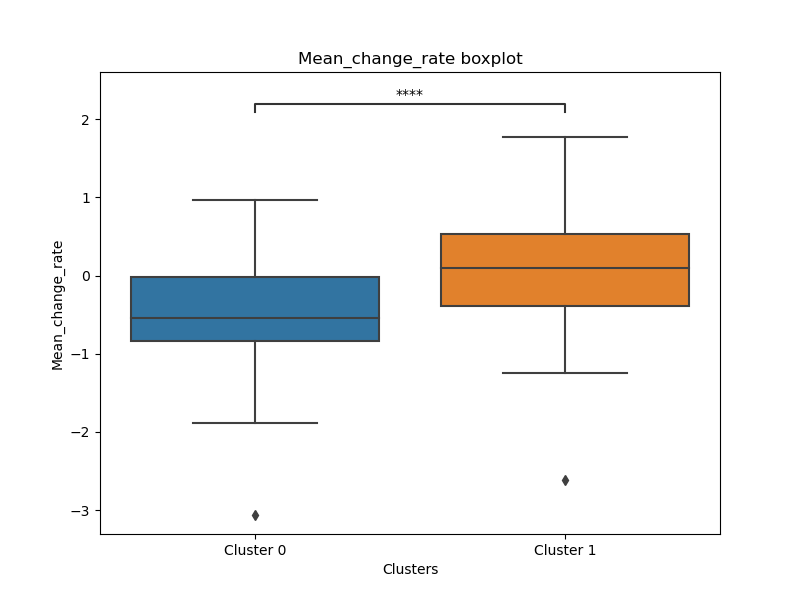 Mean_change_rate boxplot
****
2
1
0
−1
−2
−3
Mean_change_rate
Cluster 0
Cluster 1
Clusters